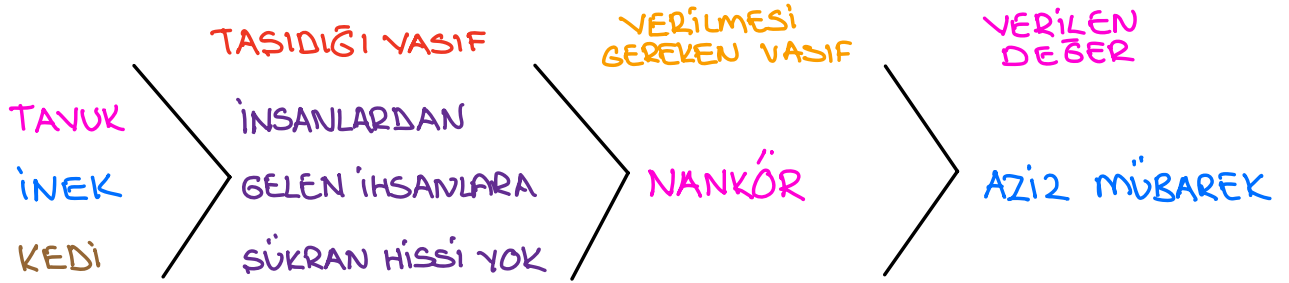 TAŞIDIĞI VASIF
VERİLMESİ
GEREKEN VASIF
VERİLEN
DEĞER
TAVUK
İNEK
KEDİ
İNSANLARDAN
GELEN İHSANLARA
ŞÜKRAN HİSSİ YOK
NANKÖR
AZİZ MÜBAREK